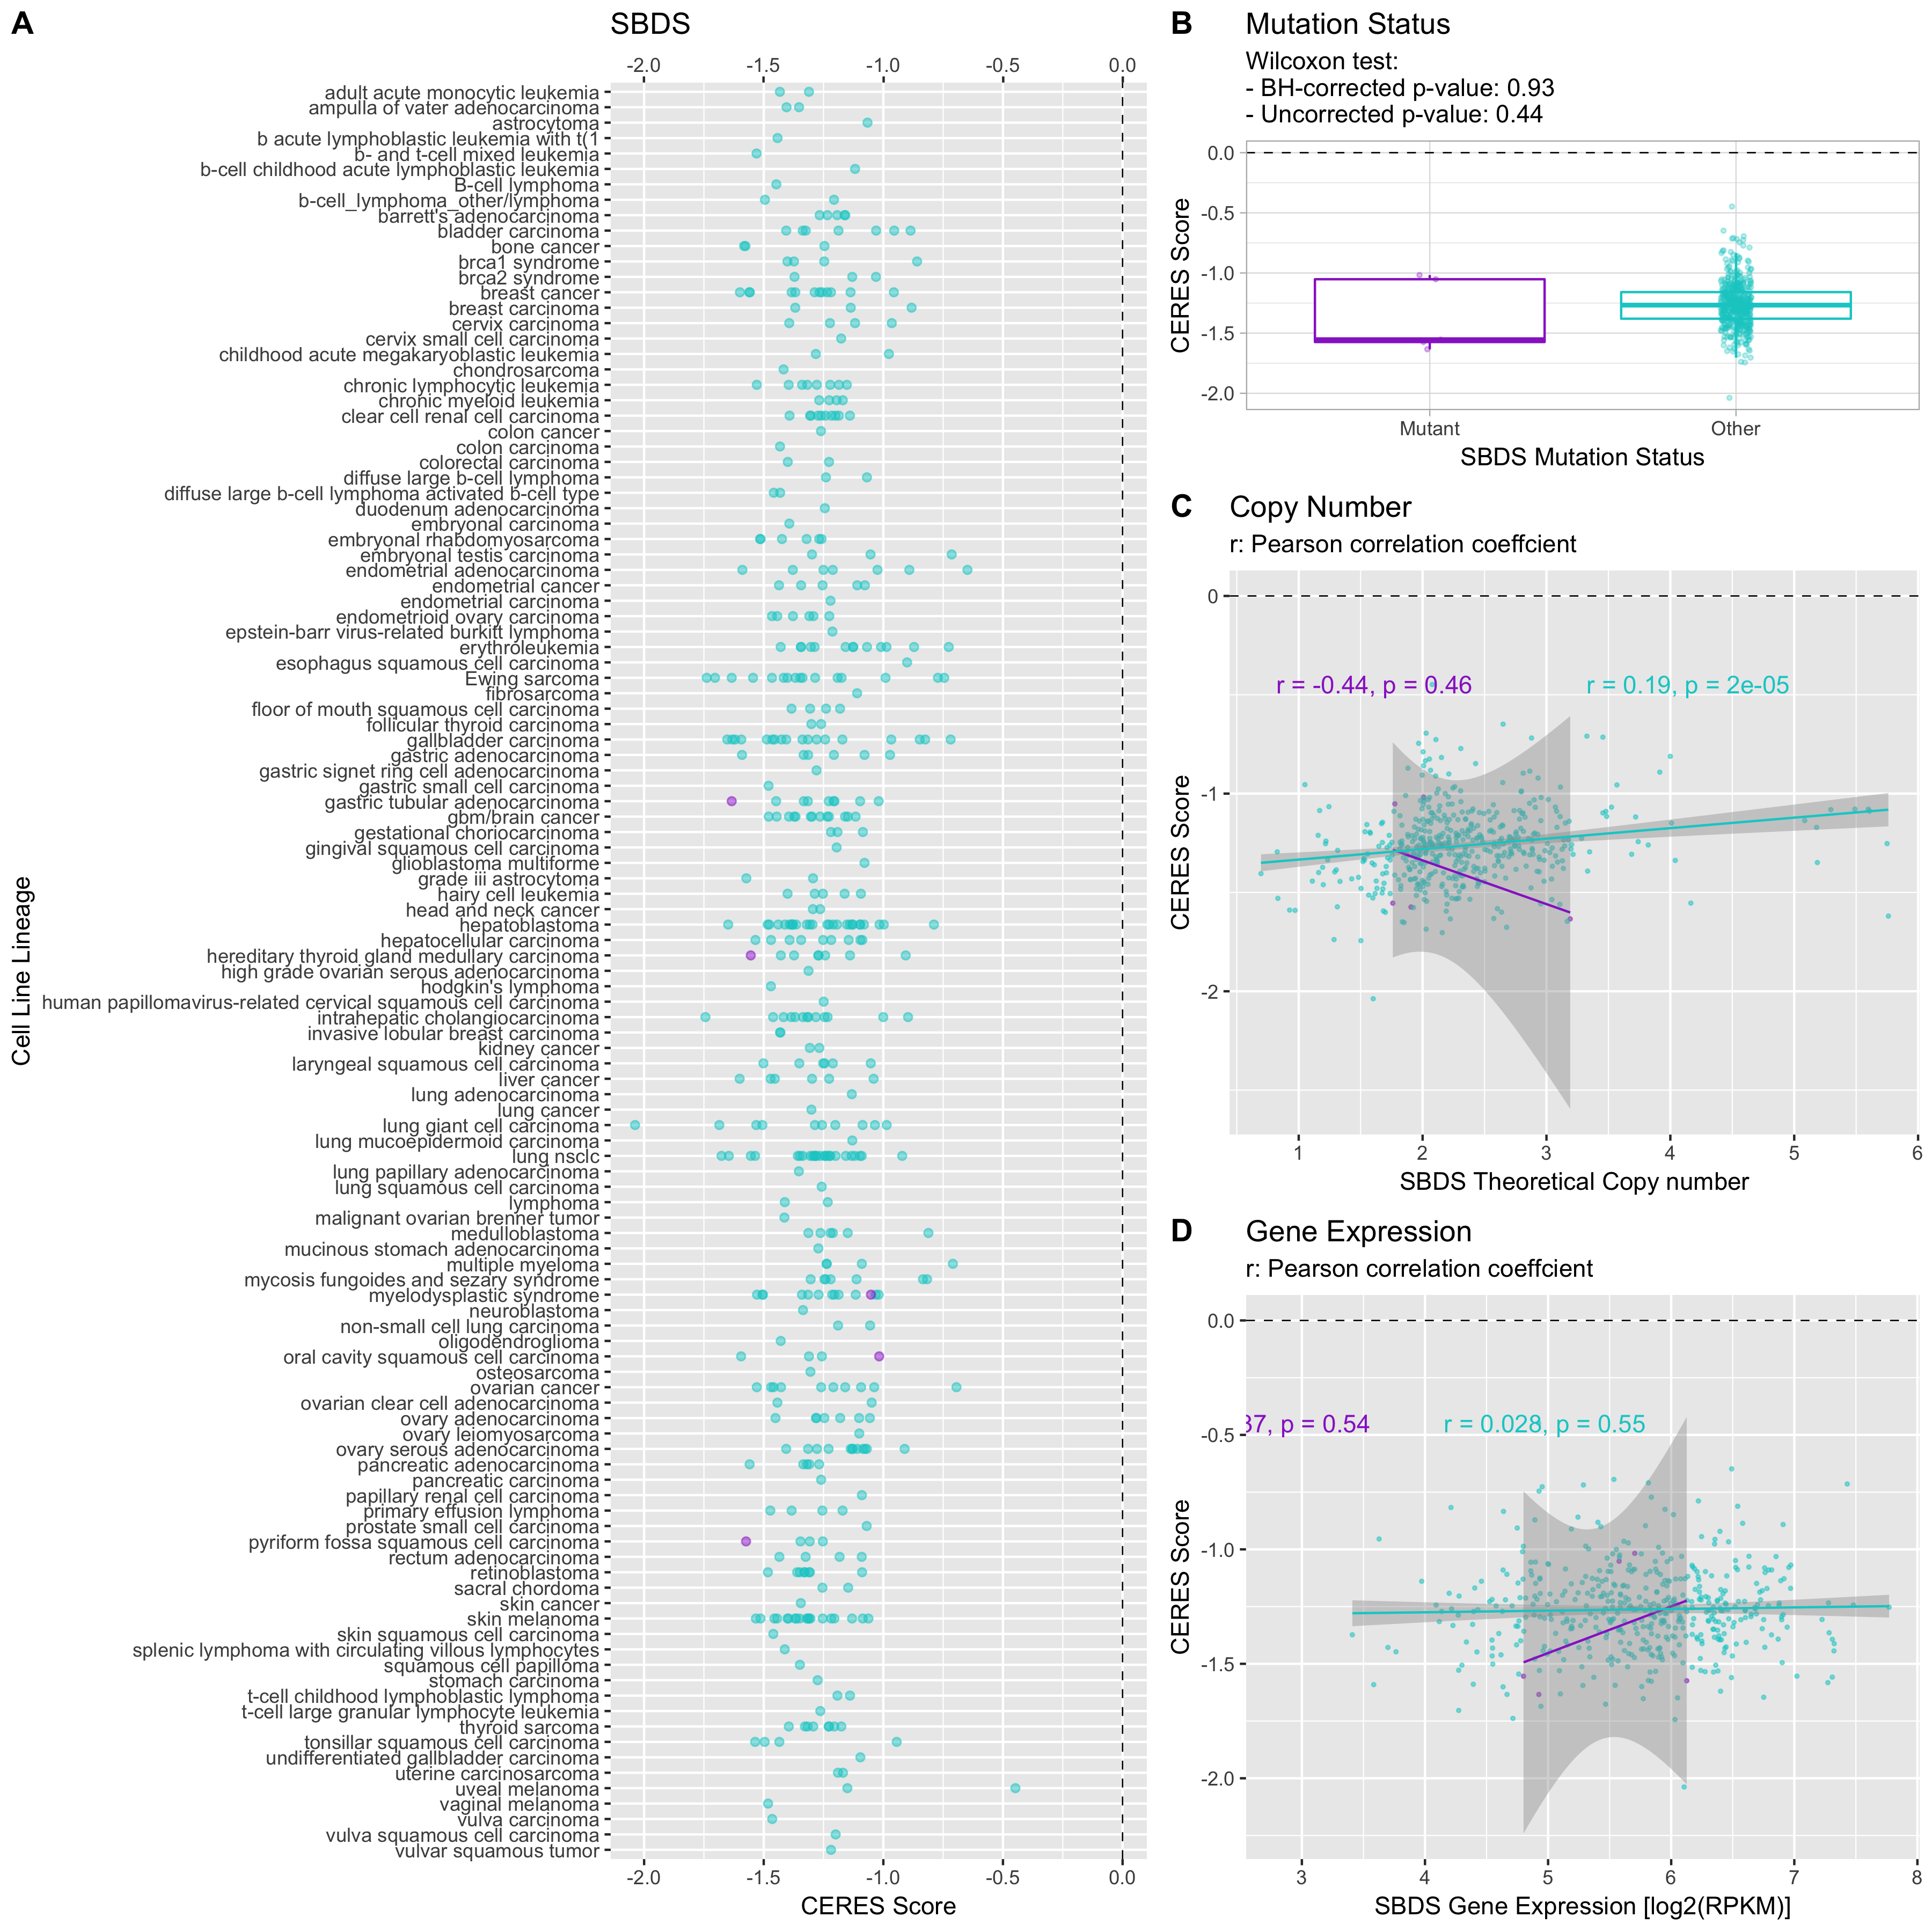 A
SBDS
-2.0 -1.5 -1.0 -0.5 0.0
adult acute monocytic leukemia
ampulla of vater adenocarcinoma
astrocytoma
b acute lymphoblastic leukemia with t(1
b- and t-cell mixed leukemia
b-cell childhood acute lymphoblastic leukemia
B-cell lymphoma
b-cell_lymphoma_other/lymphoma
barrett's adenocarcinoma
bladder carcinoma
bone cancer
brca1 syndrome
brca2 syndrome
breast cancer
breast carcinoma
cervix carcinoma
cervix small cell carcinoma
childhood acute megakaryoblastic leukemia
chondrosarcoma
chronic lymphocytic leukemia
chronic myeloid leukemia
clear cell renal cell carcinoma
colon cancer
colon carcinoma
colorectal carcinoma
diffuse large b-cell lymphoma
diffuse large b-cell lymphoma activated b-cell type
duodenum adenocarcinoma
embryonal carcinoma
embryonal rhabdomyosarcoma
embryonal testis carcinoma
endometrial adenocarcinoma
endometrial cancer
endometrial carcinoma
endometrioid ovary carcinoma
epstein-barr virus-related burkitt lymphoma
erythroleukemia
esophagus squamous cell carcinoma
Ewing sarcoma
fibrosarcoma
floor of mouth squamous cell carcinoma
follicular thyroid carcinoma
gallbladder carcinoma
gastric adenocarcinoma
gastric signet ring cell adenocarcinoma
gastric small cell carcinoma
gastric tubular adenocarcinoma
gbm/brain cancer
gestational choriocarcinoma
gingival squamous cell carcinoma
glioblastoma multiforme
grade iii astrocytoma
hairy cell leukemia
head and neck cancer
hepatoblastoma
hepatocellular carcinoma
hereditary thyroid gland medullary carcinoma
high grade ovarian serous adenocarcinoma
hodgkin's lymphoma
human papillomavirus-related cervical squamous cell carcinoma
intrahepatic cholangiocarcinoma
invasive lobular breast carcinoma
kidney cancer
laryngeal squamous cell carcinoma
liver cancer
lung adenocarcinoma
lung cancer
lung giant cell carcinoma
lung mucoepidermoid carcinoma
lung nsclc
lung papillary adenocarcinoma
lung squamous cell carcinoma
lymphoma
malignant ovarian brenner tumor
medulloblastoma
mucinous stomach adenocarcinoma
multiple myeloma
mycosis fungoides and sezary syndrome
myelodysplastic syndrome
neuroblastoma
non-small cell lung carcinoma
oligodendroglioma
oral cavity squamous cell carcinoma
osteosarcoma
ovarian cancer
ovarian clear cell adenocarcinoma
ovary adenocarcinoma
ovary leiomyosarcoma
ovary serous adenocarcinoma
pancreatic adenocarcinoma
pancreatic carcinoma
papillary renal cell carcinoma
primary effusion lymphoma
prostate small cell carcinoma
pyriform fossa squamous cell carcinoma
rectum adenocarcinoma
retinoblastoma
sacral chordoma
skin cancer
skin melanoma
skin squamous cell carcinoma
splenic lymphoma with circulating villous lymphocytes
squamous cell papilloma
stomach carcinoma
t-cell childhood lymphoblastic lymphoma
t-cell large granular lymphocyte leukemia
thyroid sarcoma
tonsillar squamous cell carcinoma
undifferentiated gallbladder carcinoma
uterine carcinosarcoma
uveal melanoma
vaginal melanoma
vulva carcinoma
vulva squamous cell carcinoma
vulvar squamous tumor
-2.0 -1.5 -1.0 -0.5 0.0
CERES Score
Cell Line Lineage
B
Mutation Status
Wilcoxon test:
- BH-corrected p-value: 0.93
- Uncorrected p-value: 0.44
0.0
-0.5
-1.0
-1.5
-2.0
CERES Score
Mutant Other
SBDS Mutation Status
C
Copy Number
r: Pearson correlation coeffcient
0
-1
-2
CERES Score
r = -0.44, p = 0.46 r = 0.19, p = 2e-05
1 2 3 4 5 6
SBDS Theoretical Copy number
D
Gene Expression
r: Pearson correlation coeffcient
0.0
-0.5
-1.0
-1.5
-2.0
CERES Score
37, p = 0.54 r = 0.028, p = 0.55
3 4 5 6 7 8
SBDS Gene Expression [log2(RPKM)]